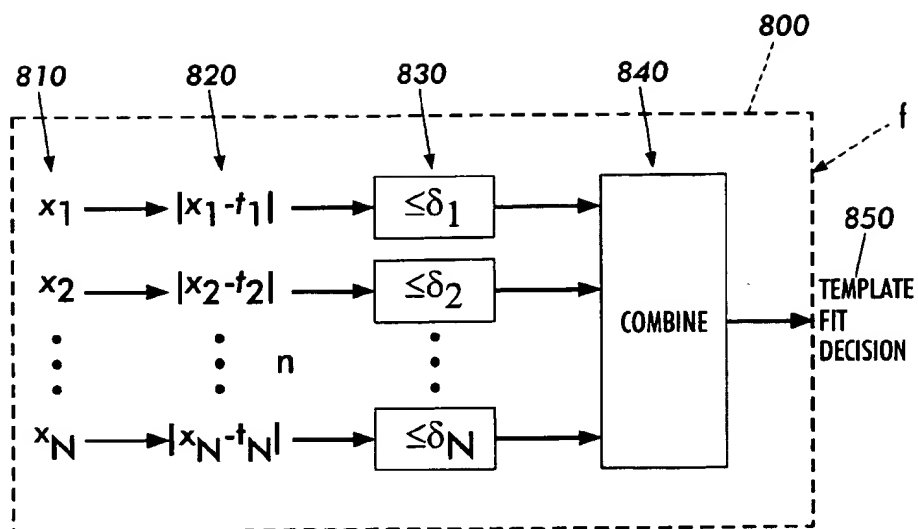 800
810 820 830 840
f
x1 |x1-t1| ≤δ1
850
x2 |x2-t2| ≤δ2
TEMPLATE
FIT
DECISION
COMBINE
n
xN |xN-tN| ≤δN